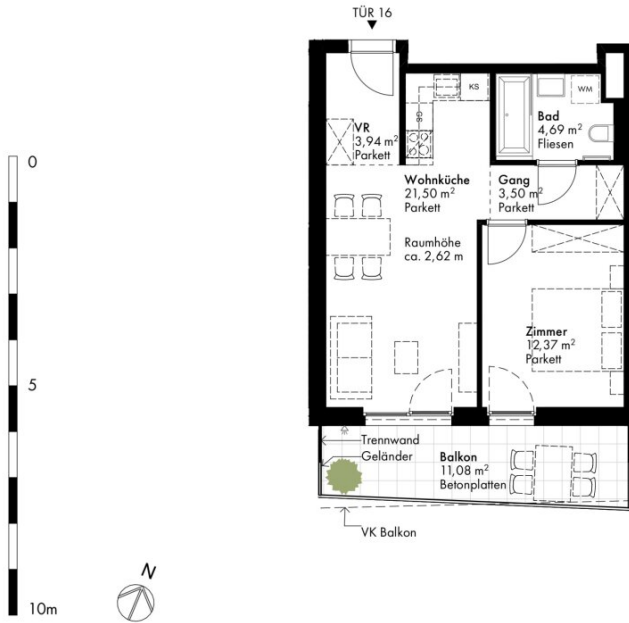 TÜR 16
KS
GS
WM
VR
3,94 m²
Parkett
Bad
4,69 m²
Fliesen
Wohnküche
21,50 m²
Parkett
Gang
3,50 m²
Parkett
Raumhöhe
ca. 2,62 m
Zimmer
12,37 m²
Parkett
Trennwand
Geländer
Balkon
11,08 m²
Betonplatten
VK Balkon
0
5
10m
N